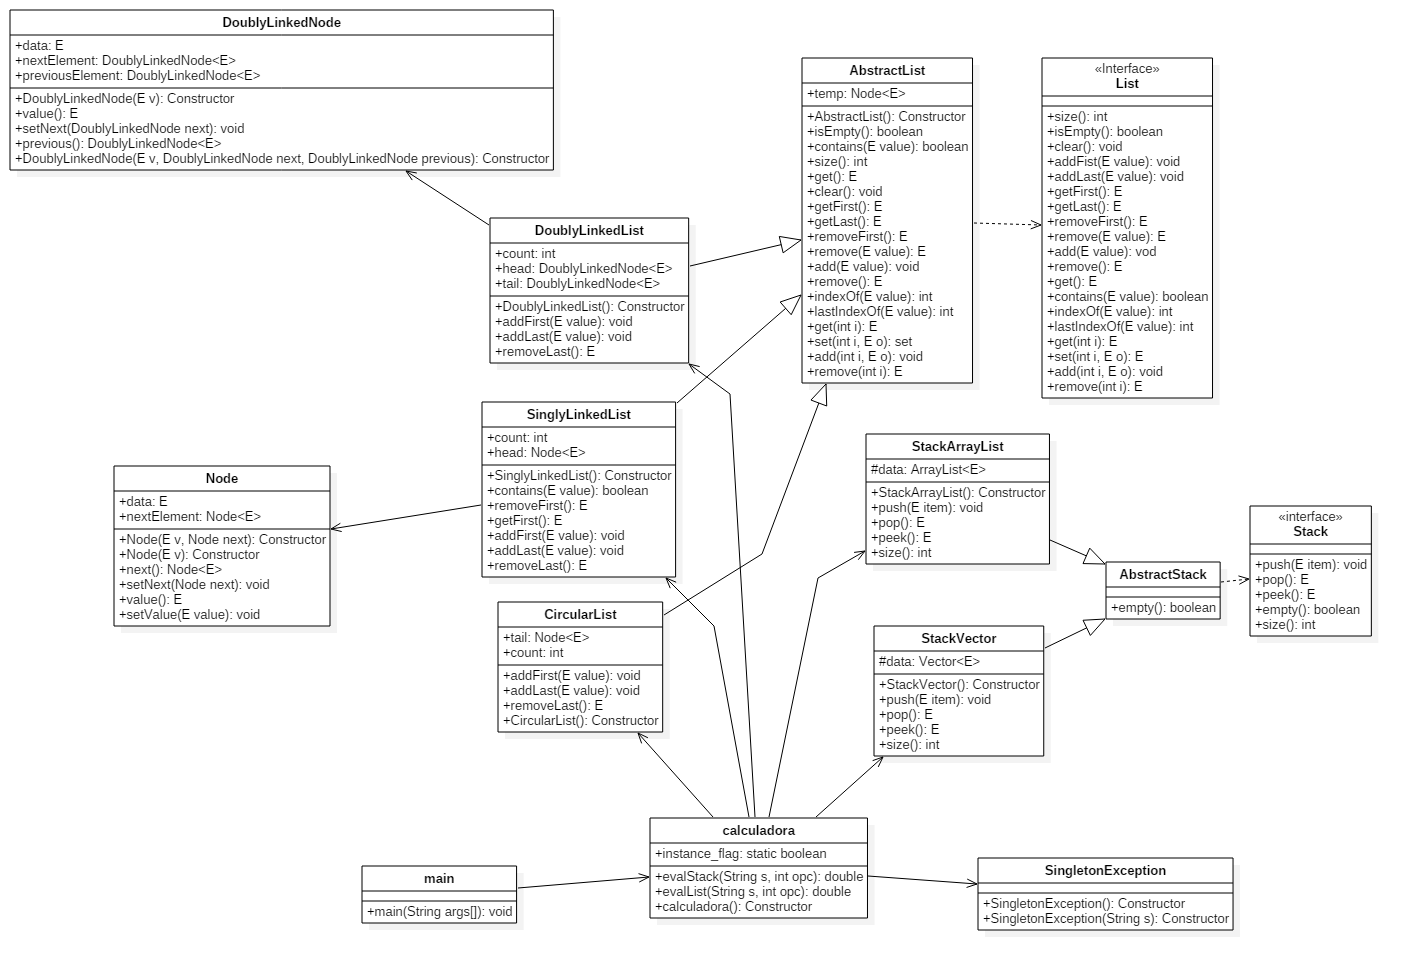 DoublyLinkedNode
+data: E
+nextElement: DoublyLinkedNode<E>
+previousElement: DoublyLinkedNode<E>
+DoublyLinkedNode(E v): Constructor
+value(): E
+setNext(DoublyLinkedNode next): void
+previous(): DoublyLinkedNode<E>
+DoublyLinkedNode(E v, DoublyLinkedNode next, DoublyLinkedNode previous): Constructor
AbstractList
+temp: Node<E>
+AbstractList(): Constructor
+isEmpty(): boolean
+contains(E value): boolean
+size(): int
+get(): E
+clear(): void
+getFirst(): E
+getLast(): E
+removeFirst(): E
+remove(E value): E
+add(E value): void
+remove(): E
+indexOf(E value): int
+lastIndexOf(E value): int
+get(int i): E
+set(int i, E o): set
+add(int i, E o): void
+remove(int i): E
«Interface»
List
+size(): int
+isEmpty(): boolean
+clear(): void
+addFist(E value): void
+addLast(E value): void
+getFirst(): E
+getLast(): E
+removeFirst(): E
+remove(E value): E
+add(E value): vod
+remove(): E
+get(): E
+contains(E value): boolean
+indexOf(E value): int
+lastIndexOf(E value): int
+get(int i): E
+set(int i, E o): E
+add(int i, E o): void
+remove(int i): E
DoublyLinkedList
+count: int
+head: DoublyLinkedNode<E>
+tail: DoublyLinkedNode<E>
+DoublyLinkedList(): Constructor
+addFirst(E value): void
+addLast(E value): void
+removeLast(): E
SinglyLinkedList
+count: int
+head: Node<E>
+SinglyLinkedList(): Constructor
+contains(E value): boolean
+removeFirst(): E
+getFirst(): E
+addFirst(E value): void
+addLast(E value): void
+removeLast(): E
Node
+data: E
+nextElement: Node<E>
+Node(E v, Node next): Constructor
+Node(E v): Constructor
+next(): Node<E>
+setNext(Node next): void
+value(): E
+setValue(E value): void
StackArrayList
#data: ArrayList<E>
+StackArrayList(): Constructor
+push(E item): void
+pop(): E
+peek(): E
+size(): int
AbstractStack
+empty(): boolean
«interface»
Stack
+push(E item): void
+pop(): E
+peek(): E
+empty(): boolean
+size(): int
CircularList
+tail: Node<E>
+count: int
+addFirst(E value): void
+addLast(E value): void
+removeLast(): E
+CircularList(): Constructor
StackVector
#data: Vector<E>
+StackVector(): Constructor
+push(E item): void
+pop(): E
+peek(): E
+size(): int
calculadora
+instance_flag: static boolean
+evalStack(String s, int opc): double
+evalList(String s, int opc): double
+calculadora(): Constructor
main
+main(String args[]): void
SingletonException
+SingletonException(): Constructor
+SingletonException(String s): Constructor